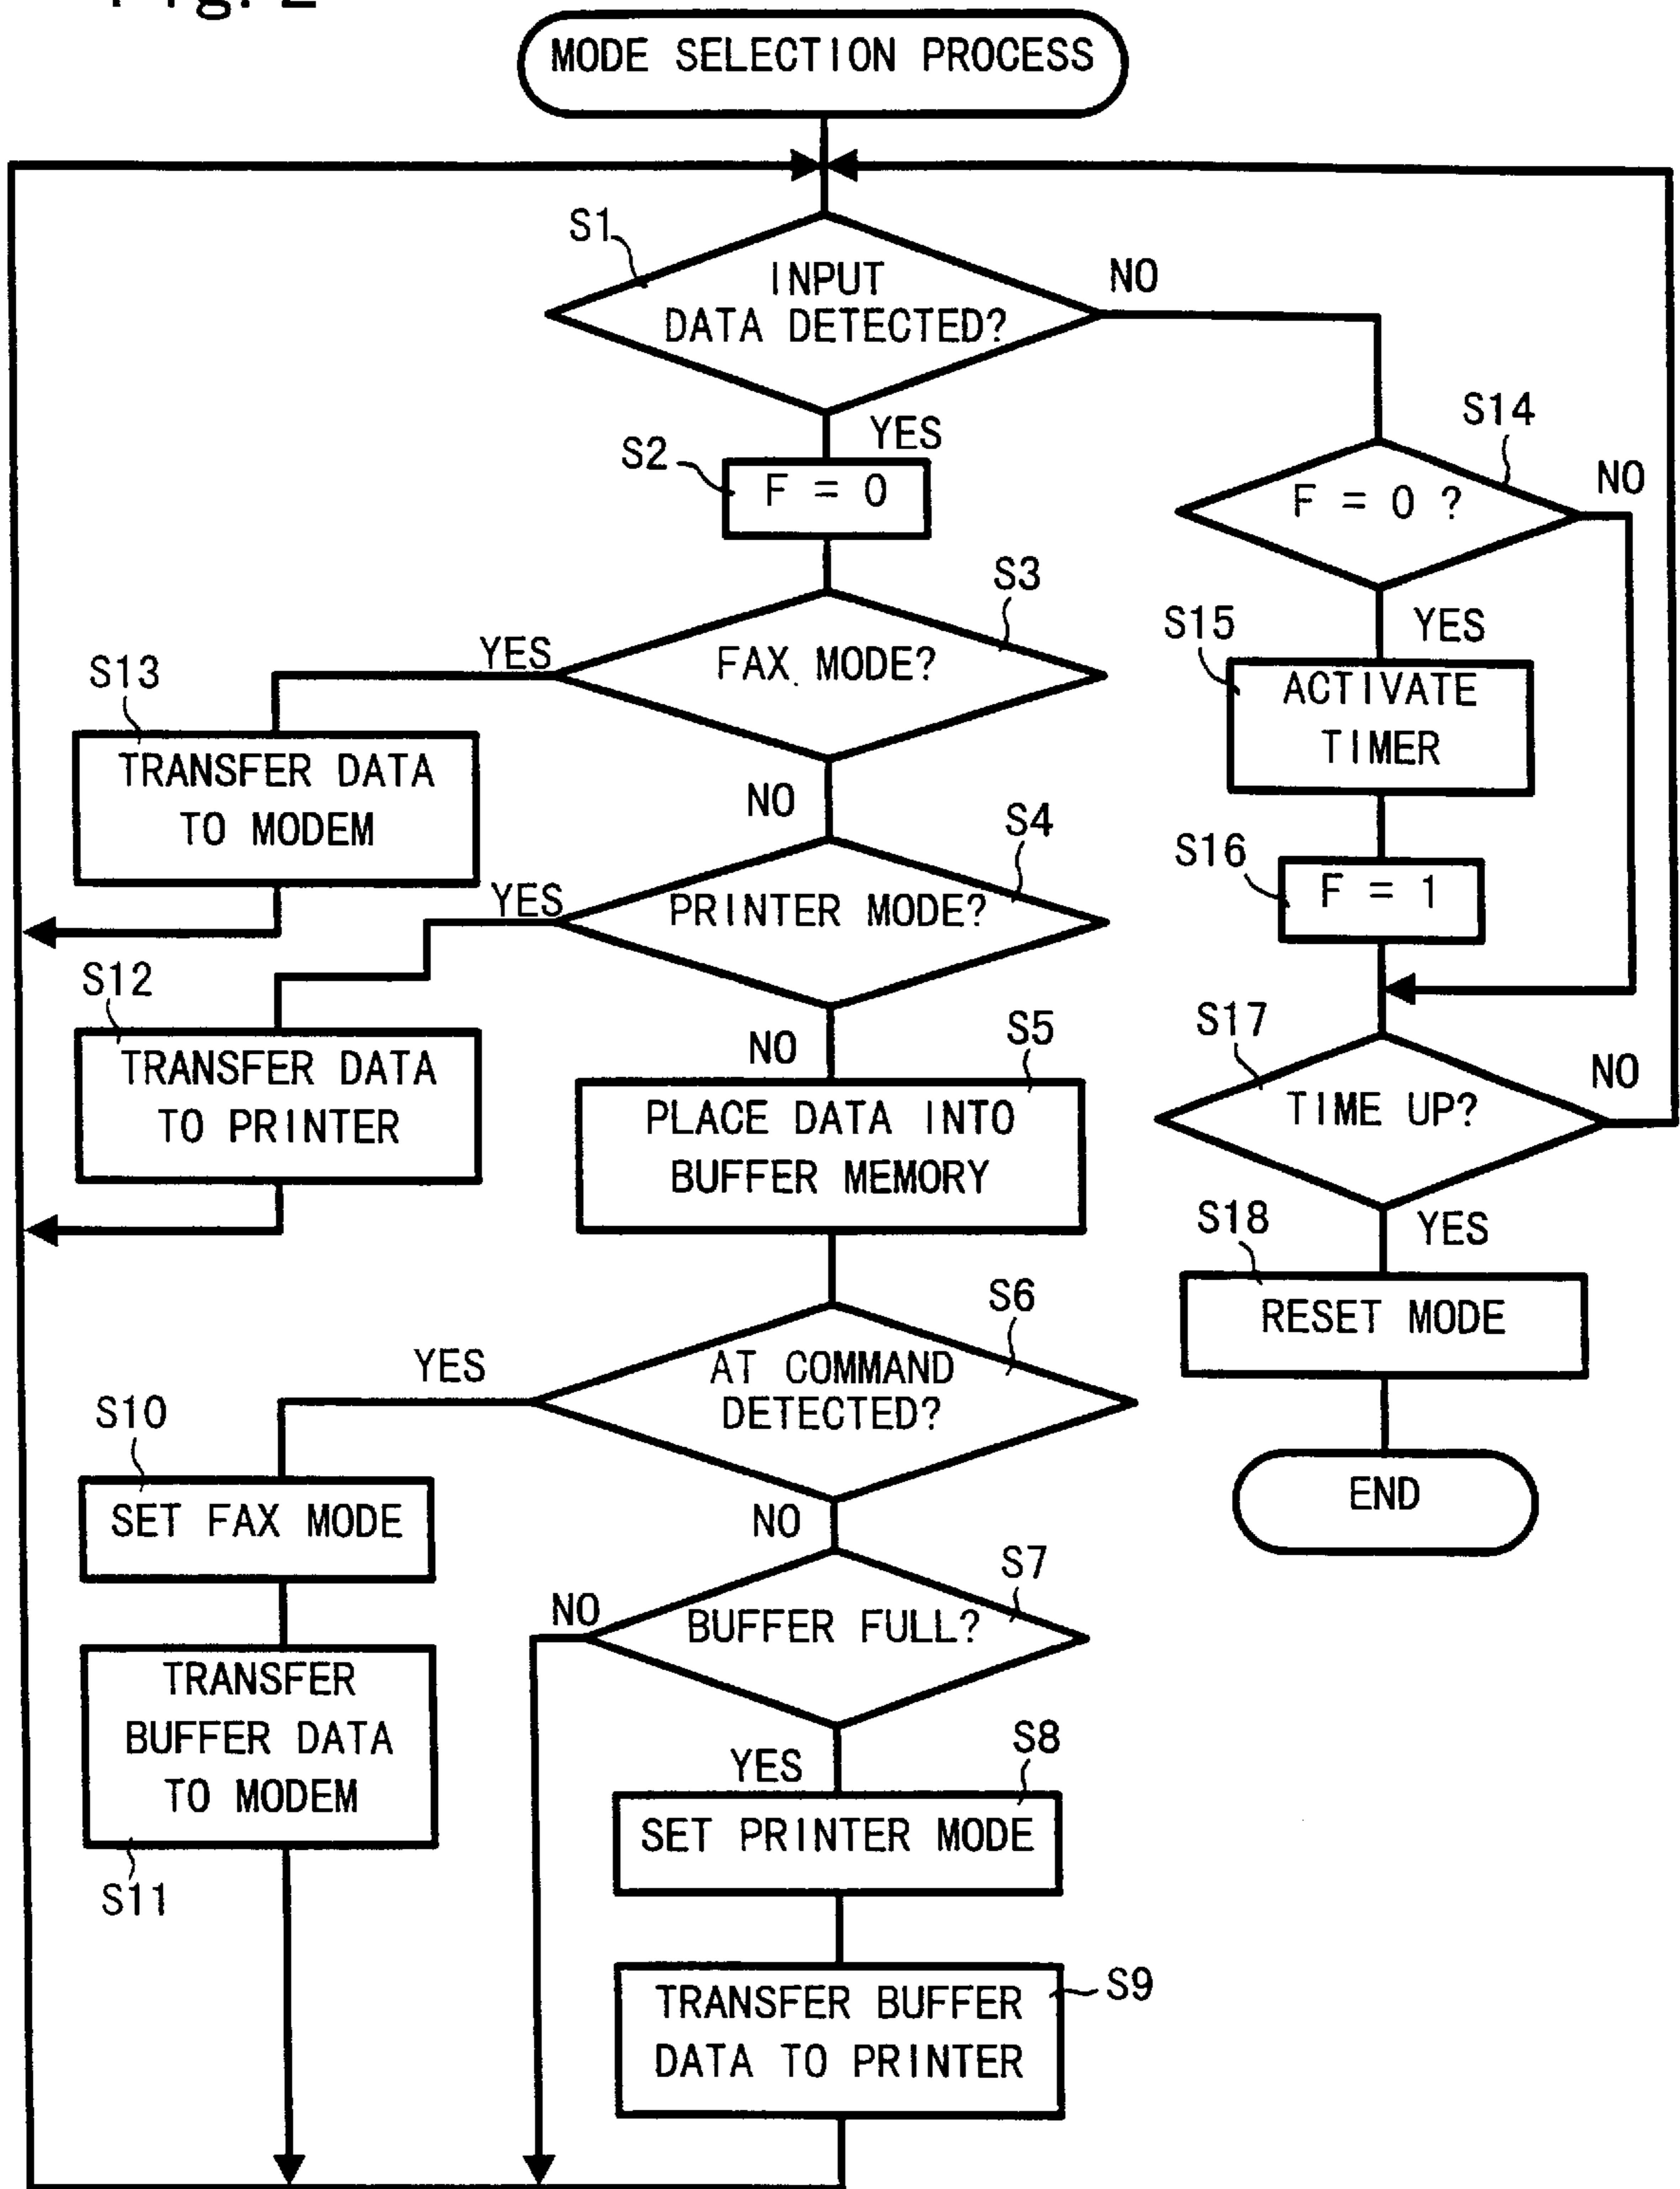 Fig. 2
MODE SELECTION PROCESS
S1
INPUT
DATA DETECTED?
NO
YES
S2
F = 0
S14
F = 0 ?
NO
S3
FAX MODE?
YES
S13
TRANSFER DATA
TO MODEM
NO
YES
S15
ACTIVATE
TIMER
S4
PRINTER MODE?
YES
S16
F = 1
S12
TRANSFER DATA
TO PRINTER
NO
S5
PLACE DATA INTO
BUFFER MEMORY
S17
TIME UP?
NO
YES
S18
RESET MODE
END
S6
AT COMMAND
DETECTED?
YES
S10
SET FAX MODE
NO
S7
BUFFER FULL?
NO
TRANSFER
BUFFER DATA
TO MODEM
S11
YES
S8
SET PRINTER MODE
S9
TRANSFER BUFFER
DATA TO PRINTER